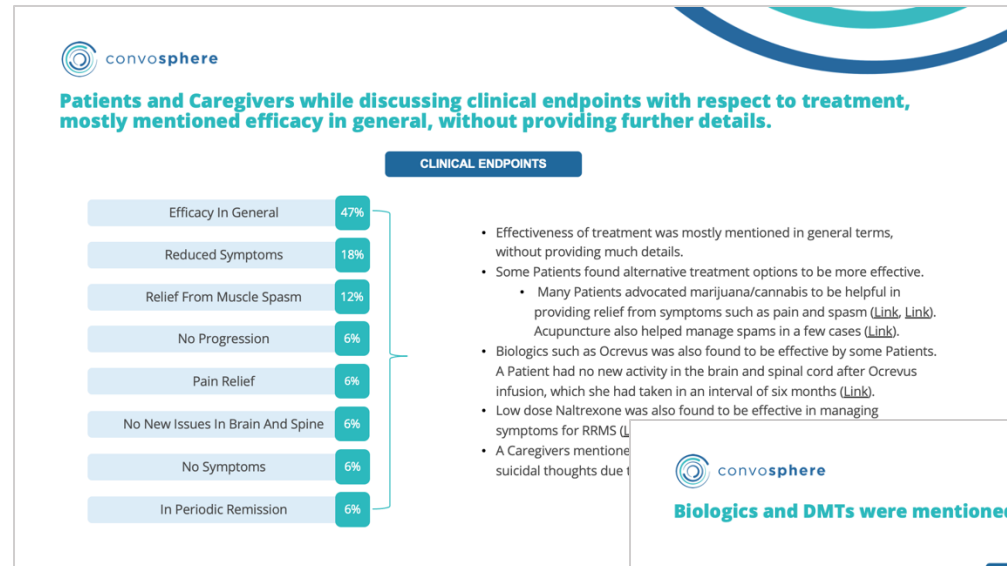 convosphere
Patients and Caregivers while discussing clinical endpoints with respect to treatment,
mostly mentioned efficacy in general, without providing further details.
CLINICAL ENDPOINTS
Efficacy In General 47%
Reduced Symptoms 18%
Relief From Muscle Spasm 12%
No Progression 6%
Pain Relief 6%
No New Issues In Brain And Spine 6%
No Symptoms 6%
In Periodic Remission 6%
• Effectiveness of treatment was mostly mentioned in general terms,
without providing much details.
• Some Patients found alternative treatment options to be more effective.
• Many Patients advocated marijuana/cannabis to be helpful in
providing relief from symptoms such as pain and spasm (Link, Link).
Acupuncture also helped manage spams in a few cases (Link).
• Biologics such as Ocrevus was also found to be effective by some Patients.
A Patient had no new activity in the brain and spinal cord after Ocrevus
infusion, which she had taken in an interval of six months (Link).
• Low dose Naltrexone was also found to be effective in managing
symptoms for RRMS (L
• A Caregivers mentione
suicidal thoughts due
convosphere
Biologics and DMTs were mentioned